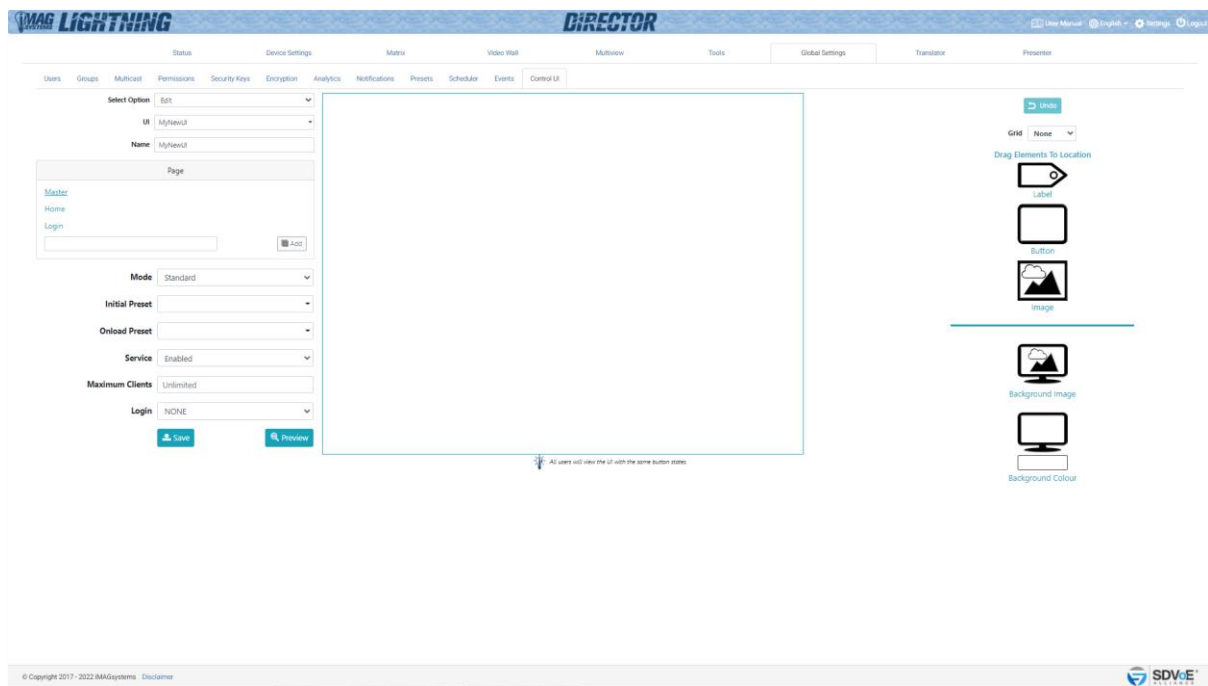 iMAG SYSTEMS LiGHTNiNG DiRECTOR User Manual English Settings Logout
Status Device Settings Matrix Video Wall Multiview Tools Global Settings Translator Presenter
Users Groups Multicast Permissions Security Keys Encryption Analytics Notifications Presets Scheduler Events Control UI
Select Option Edit
UI MyNewUI
Name MyNewUI
Page
Master
Home
Login
Add
Mode Standard
Initial Preset
Onload Preset
Service Enabled
Maximum Clients Unlimited
Login NONE
Save Preview
All users will view the UI with the same button states.
Undo
Grid None
Drag Elements To Location
Label
Button
Image
Background Image
Background Colour
© Copyright 2017 - 2022 iMAGsystems Disclaimer
SDVoE
ALLIANCE